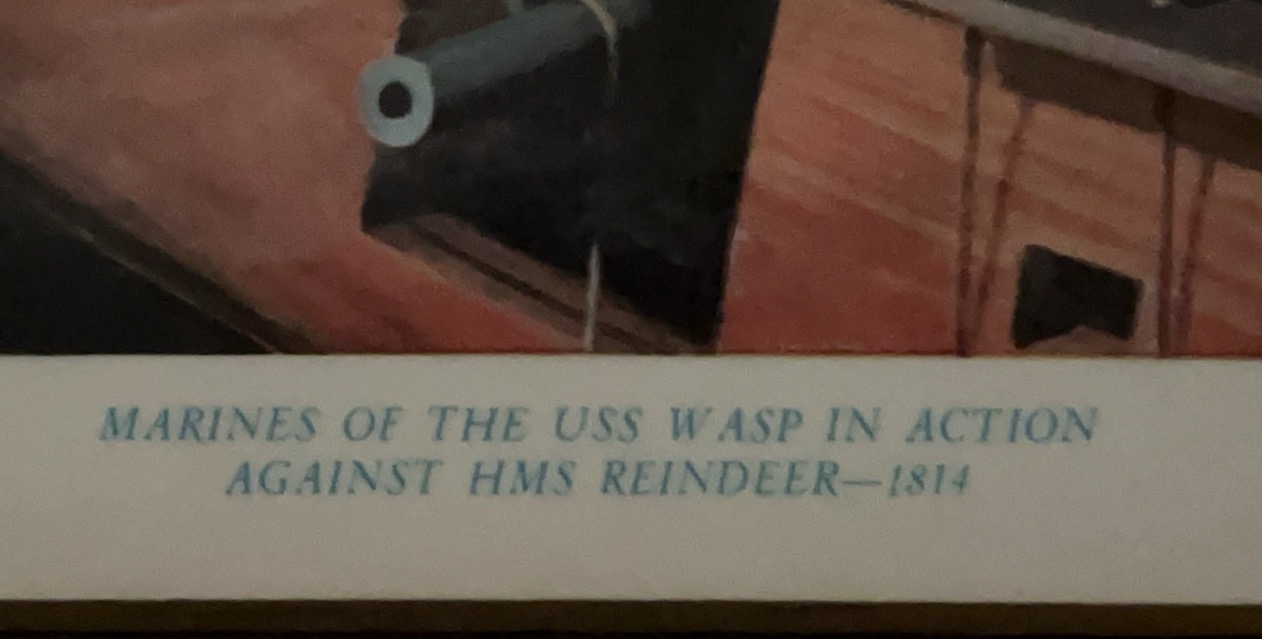 MARINES OF THE USS WASP IN ACTION
AGAINST HMS REINDEER—1814